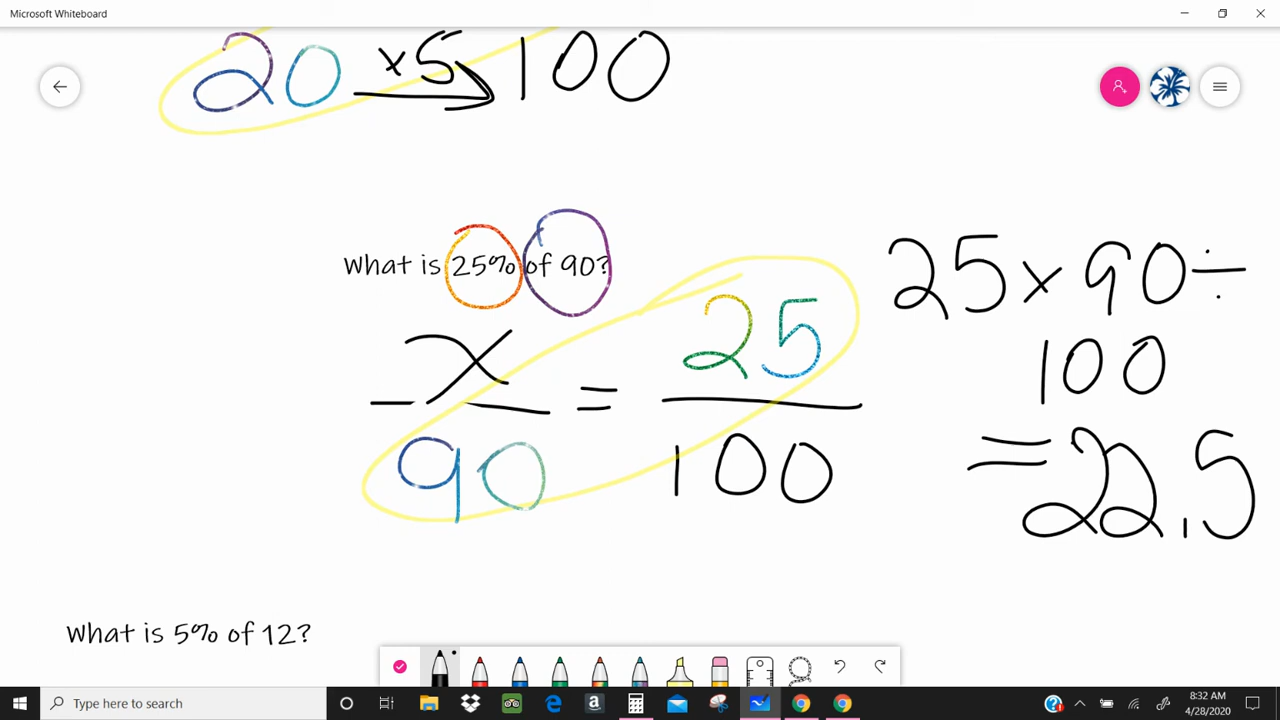 Microsoft Whiteboard
20 ×5 100
What is 25% of 90?
x = 25
90 100
25 × 90 ÷
100
= 22.5
What is 5% of 12?
Type here to search
8:32 AM
4/28/2020